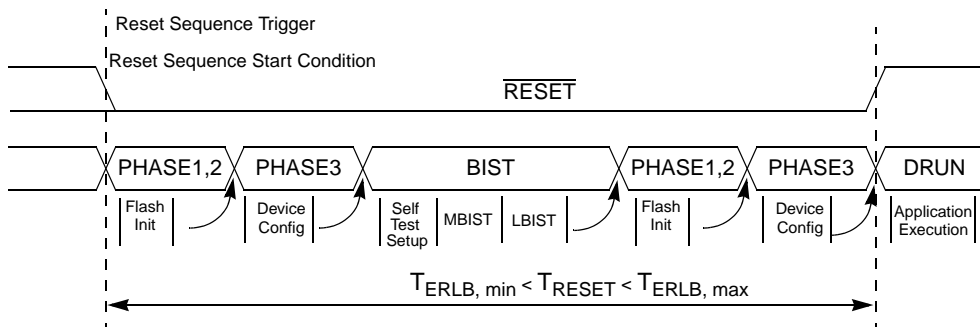 Reset Sequence Trigger
Reset Sequence Start Condition
RESET
PHASE1,2 PHASE3 BIST PHASE1,2 PHASE3 DRUN
Flash Init
Device Config
Self Test Setup
MBIST
LBIST
Flash Init
Device Config
Application Execution
TERLB, min < TRESET < TERLB, max